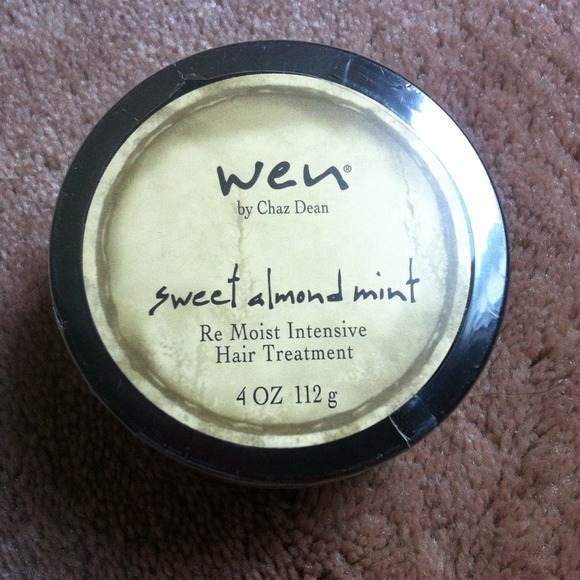 wen®
by Chaz Dean
sweet almond mint
Re Moist Intensive
Hair Treatment
4 OZ 112 g